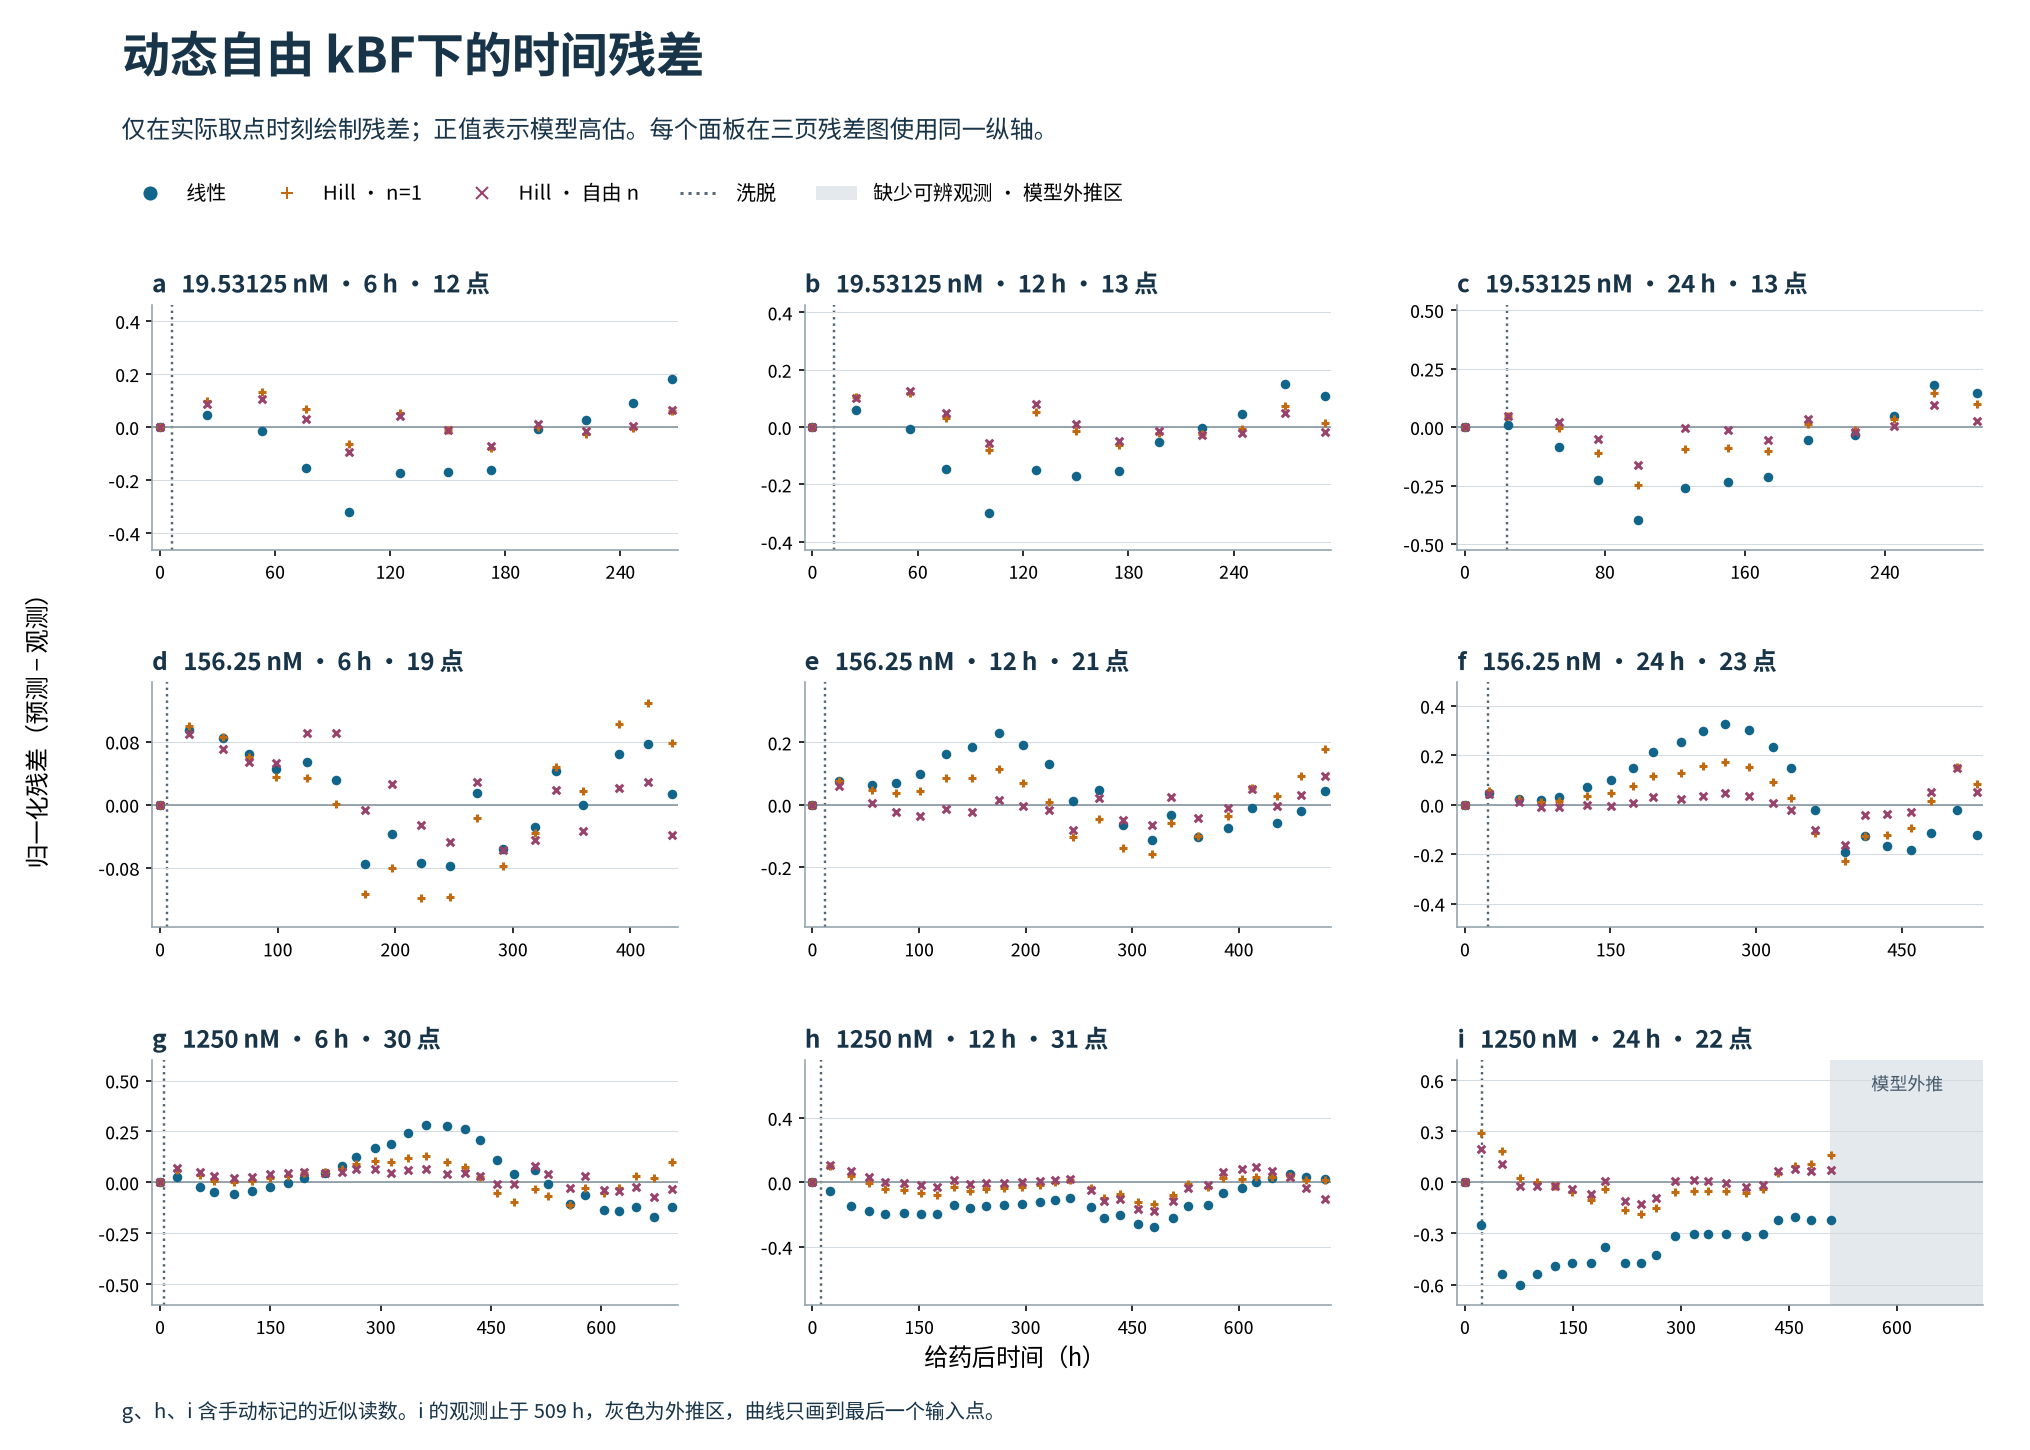 动态自由 kBF下的时间残差
仅在实际取点时刻绘制残差；正值表示模型高估。每个面板在三页残差图使用同一纵轴。
线性
Hill · n=1
Hill · 自由 n
洗脱
缺少可辨观测 · 模型外推区
归一化残差（预测 − 观测）
a 19.53125 nM · 6 h · 12 点
0.4
0.2
0.0
-0.2
-0.4
0 60 120 180 240
b 19.53125 nM · 12 h · 13 点
0.4
0.2
0.0
-0.2
-0.4
0 60 120 180 240
c 19.53125 nM · 24 h · 13 点
0.50
0.25
0.00
-0.25
-0.50
0 80 160 240
d 156.25 nM · 6 h · 19 点
0.08
0.00
-0.08
0 100 200 300 400
e 156.25 nM · 12 h · 21 点
0.2
0.0
-0.2
0 100 200 300 400
f 156.25 nM · 24 h · 23 点
0.4
0.2
0.0
-0.2
-0.4
0 150 300 450
g 1250 nM · 6 h · 30 点
0.50
0.25
0.00
-0.25
-0.50
0 150 300 450 600
h 1250 nM · 12 h · 31 点
0.4
0.0
-0.4
0 150 300 450 600
i 1250 nM · 24 h · 22 点
模型外推
0.6
0.3
0.0
-0.3
-0.6
0 150 300 450 600
给药后时间（h）
g、h、i 含手动标记的近似读数。i 的观测止于 509 h，灰色为外推区，曲线只画到最后一个输入点。